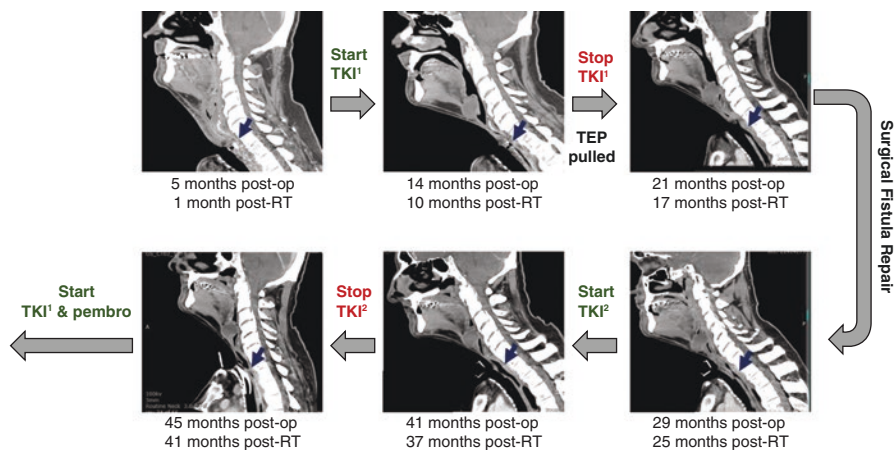 Start
TKI¹
Stop
TKI¹
TEP
pulled
5 months post-op
1 month post-RT
14 months post-op
10 months post-RT
21 months post-op
17 months post-RT
Surgical Fistula Repair
Start
TKI¹ & pembro
Stop
TKI²
Start
TKI²
45 months post-op
41 months post-RT
41 months post-op
37 months post-RT
29 months post-op
25 months post-RT